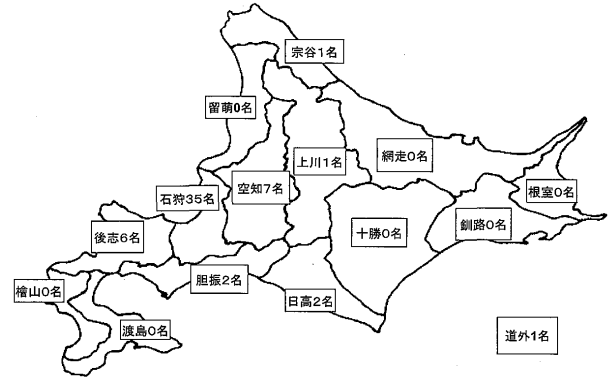 宗谷1名
留萌0名
上川1名
網走0名
石狩35名
空知7名
根室0名
後志6名
十勝0名
釧路0名
胆振2名
檜山0名
日高2名
渡島0名
道外1名